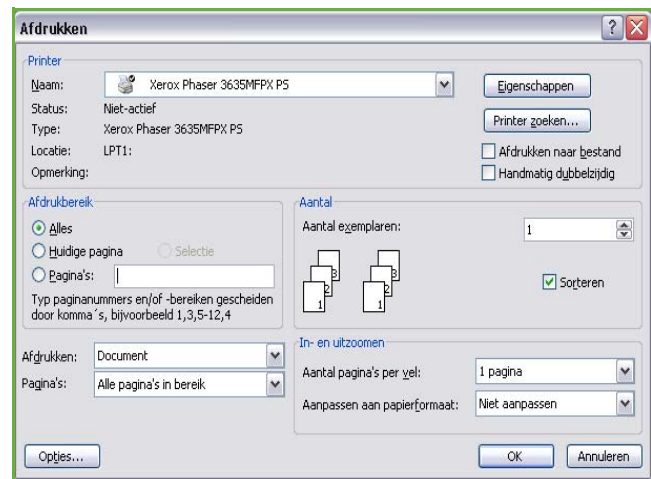 Afdrukken
Printer
Naam: Xerox Phaser 3635MFPX PS
Eigenschappen
Status: Niet-actief
Type: Xerox Phaser 3635MFPX PS
Printer zoeken...
Locatie: LPT1:
Afdrukken naar bestand
Opmerking:
Handmatig dubbelzijdig
Afdrukbereik
Alles
Huidige pagina Selectie
Pagina's:
Typ paginanummers en/of -bereiken gescheiden
door komma´s, bijvoorbeeld 1,3,5-12,4
Aantal
Aantal exemplaren: 1
3
2
1
3
2
1
Sorteren
Afdrukken: Document
Pagina's: Alle pagina's in bereik
In- en uitzoomen
Aantal pagina's per vel: 1 pagina
Aanpassen aan papierformaat: Niet aanpassen
Opties...
OK
Annuleren